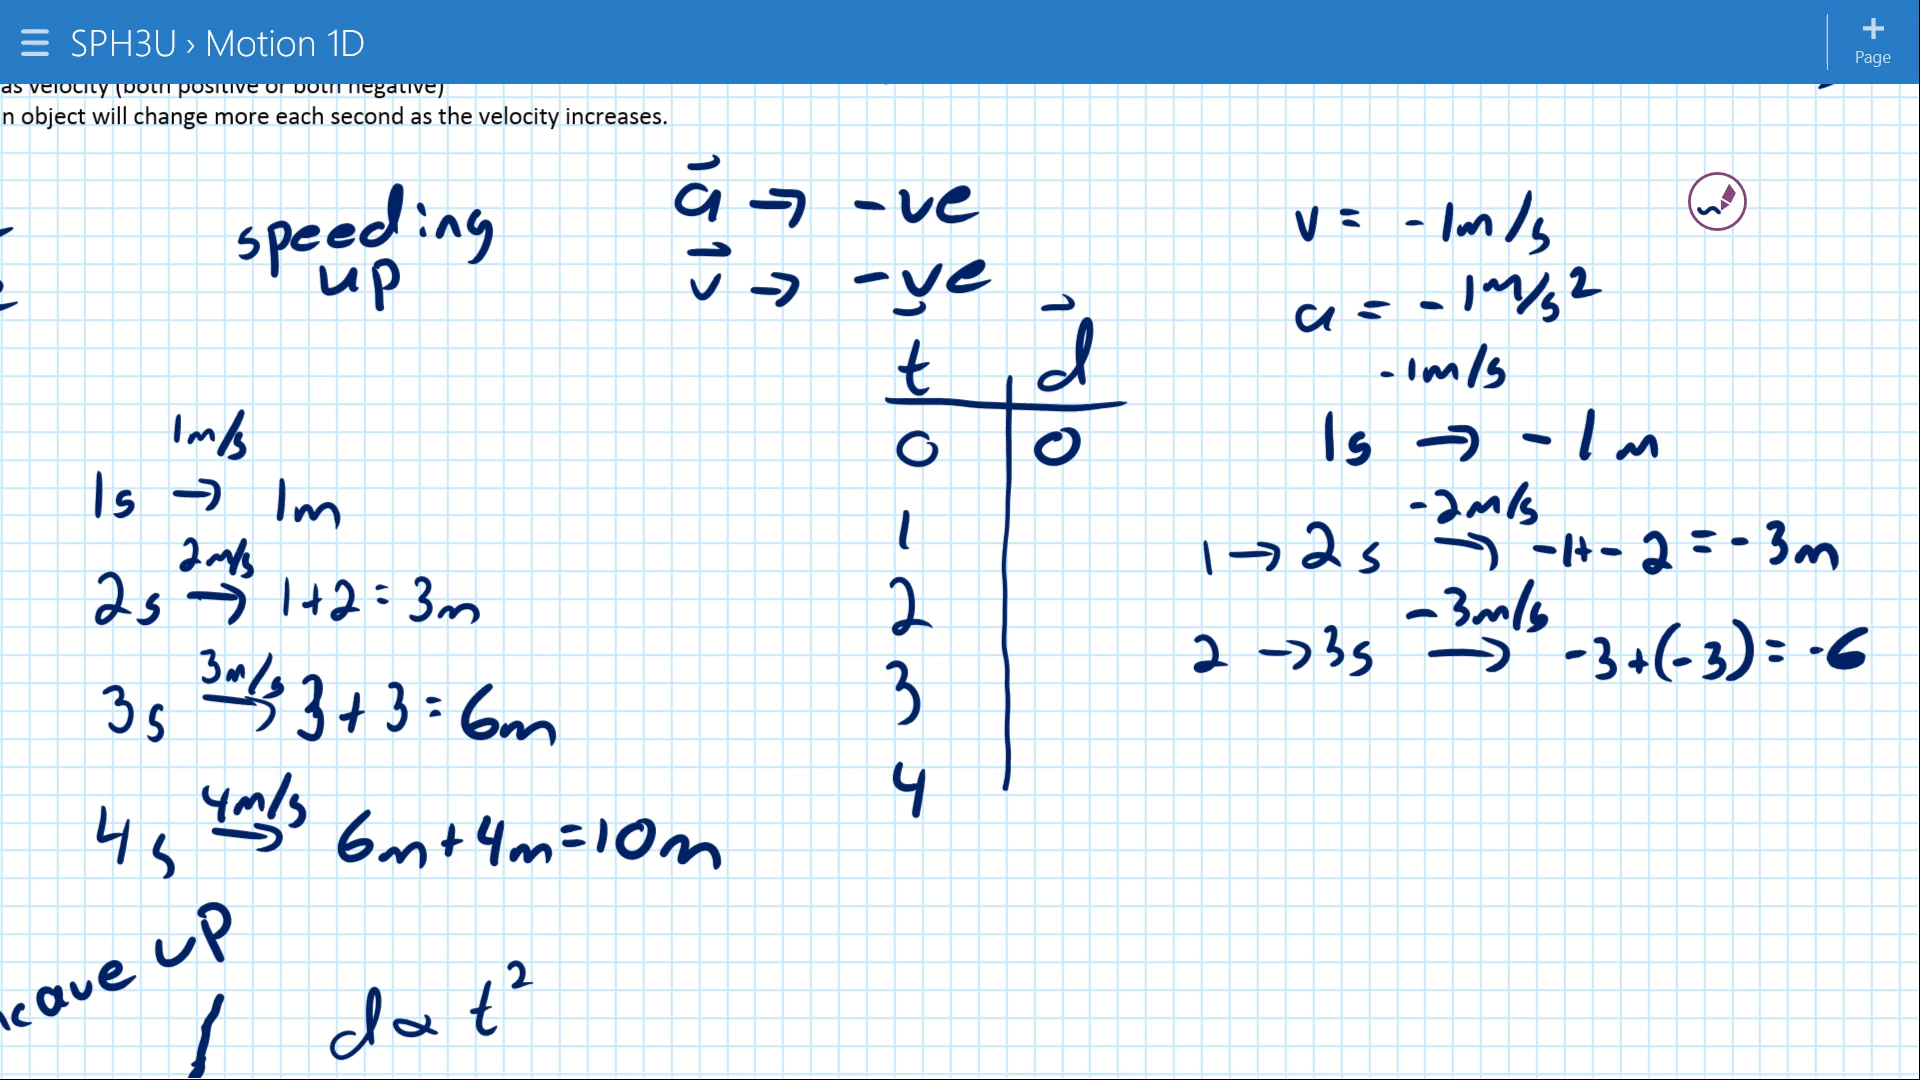 SPH3U › Motion 1D
Page
as velocity (both positive or both negative)
n object will change more each second as the velocity increases.
speeding
up
a → -ve
v → -ve
1m/s
1s → 1m
2m/s
2s → 1+2 = 3m
3m/s
3s → 3+3 = 6m
4m/s
4s → 6m+4m=10m
ncave up
d ∝ t²
t d
0 0
1
2
3
4
v = -1m/s
a = -1m/s²
-1m/s
1s → -1m
-2m/s
1 → 2s → -1+-2 = -3m
-3m/s
2 → 3s → -3+(-3) = -6